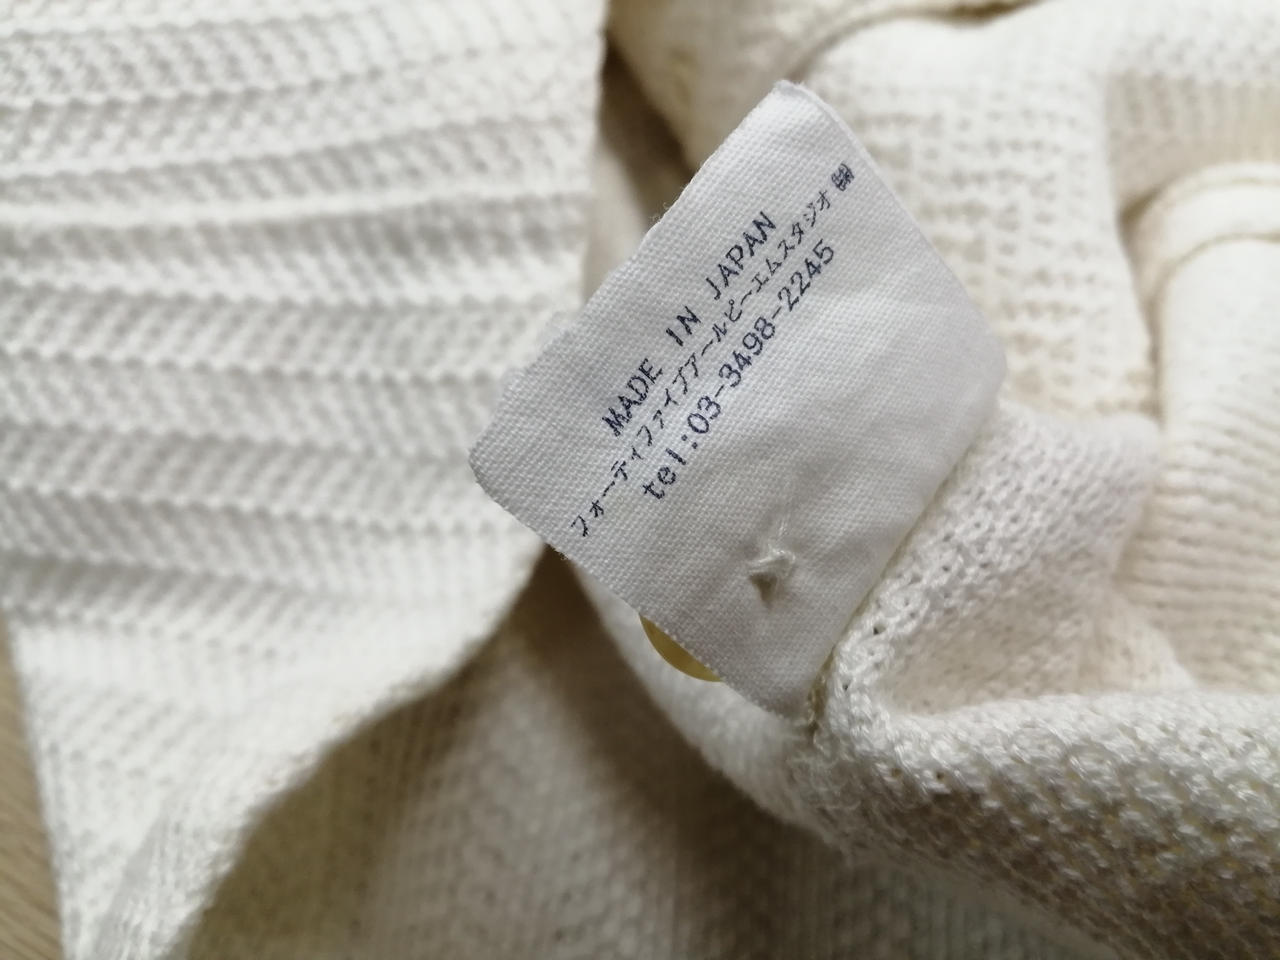 MADE IN JAPAN
フォーティファイブアールピーエムスタジオ㈱
tel:03-3498-2245